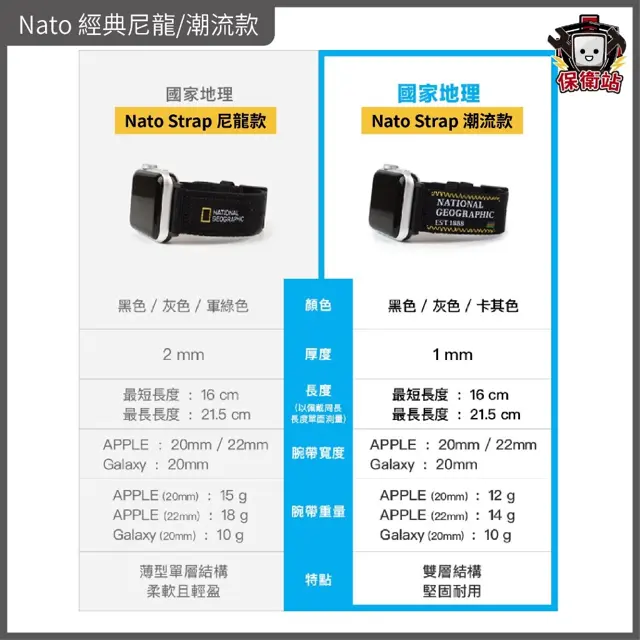 Nato 經典尼龍/潮流款
保衛站
國家地理
Nato Strap 尼龍款
國家地理
Nato Strap 潮流款
NATIONAL
GEOGRAPHIC
NATIONAL
GEOGRAPHIC
EST 1888
黑色 / 灰色 / 軍綠色
顏色
黑色 / 灰色 / 卡其色
2 mm
厚度
1 mm
最短長度 : 16 cm
最長長度 : 21.5 cm
長度
(以佩戴周長
長度單面測量)
最短長度 : 16 cm
最長長度 : 21.5 cm
APPLE : 20mm / 22mm
Galaxy : 20mm
腕帶寬度
APPLE : 20mm / 22mm
Galaxy : 20mm
APPLE (20mm) : 15 g
APPLE (22mm) : 18 g
Galaxy (20mm) : 10 g
腕帶重量
APPLE (20mm) : 12 g
APPLE (22mm) : 14 g
Galaxy (20mm) : 10 g
薄型單層結構
柔軟且輕盈
特點
雙層結構
堅固耐用